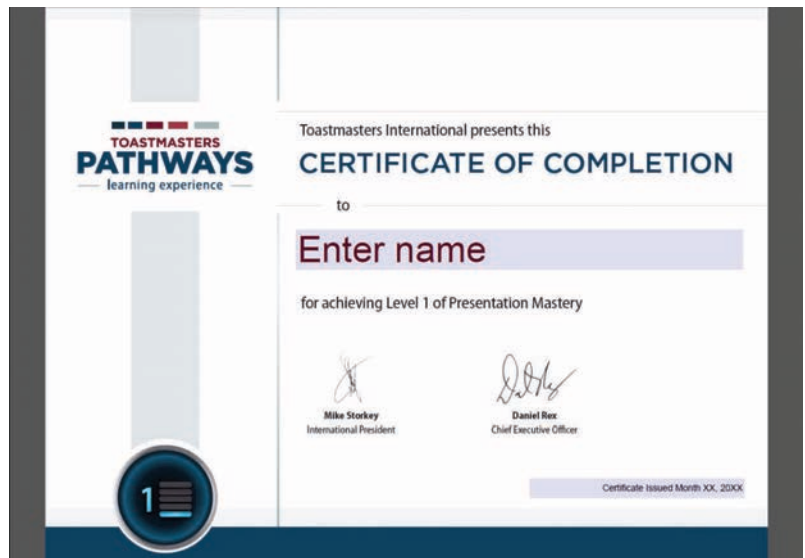 TOASTMASTERS
PATHWAYS
learning experience
Toastmasters International presents this
CERTIFICATE OF COMPLETION
to
Enter name
for achieving Level 1 of Presentation Mastery
Mike Storkey
International President
Daniel Rex
Chief Executive Officer
1
Certificate Issued Month XX, 20XX